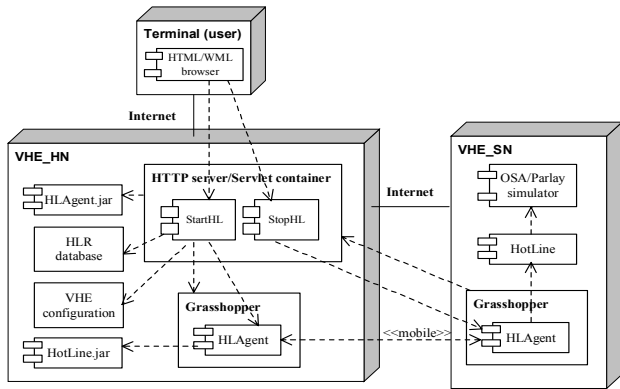 Terminal (user)
HTML/WML
browser
Internet
VHE_HN
HTTP server/Servlet container
HLAgent.jar
StartHL
StopHL
HLR
database
VHE
configuration
Grasshopper
HotLine.jar
HLAgent
Internet
<<mobile>>
VHE_SN
OSA/Parlay
simulator
HotLine
Grasshopper
HLAgent